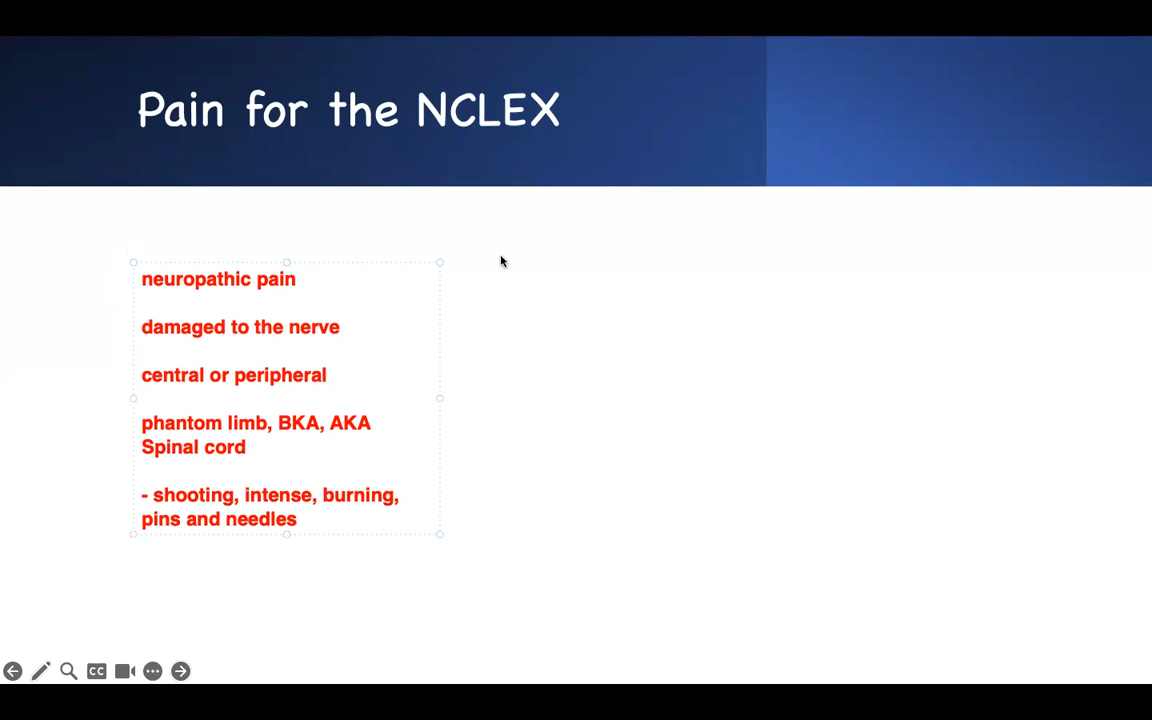 Pain for the NCLEX
neuropathic pain
damaged to the nerve
central or peripheral
phantom limb, BKA, AKA
Spinal cord
- shooting, intense, burning,
pins and needles
CC